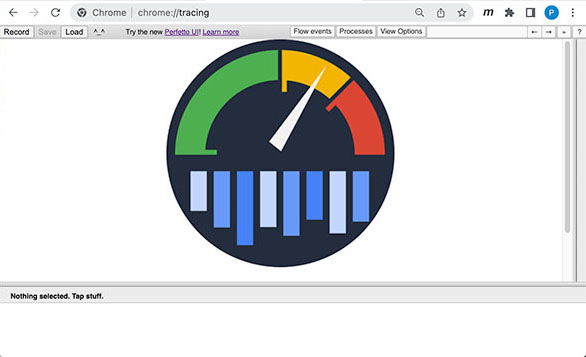 Chrome | chrome://tracing
m
P
Record Save Load ^_^ Try the new Perfetto UI! Learn more Flow events Processes View Options ← → » ?
Nothing selected. Tap stuff.